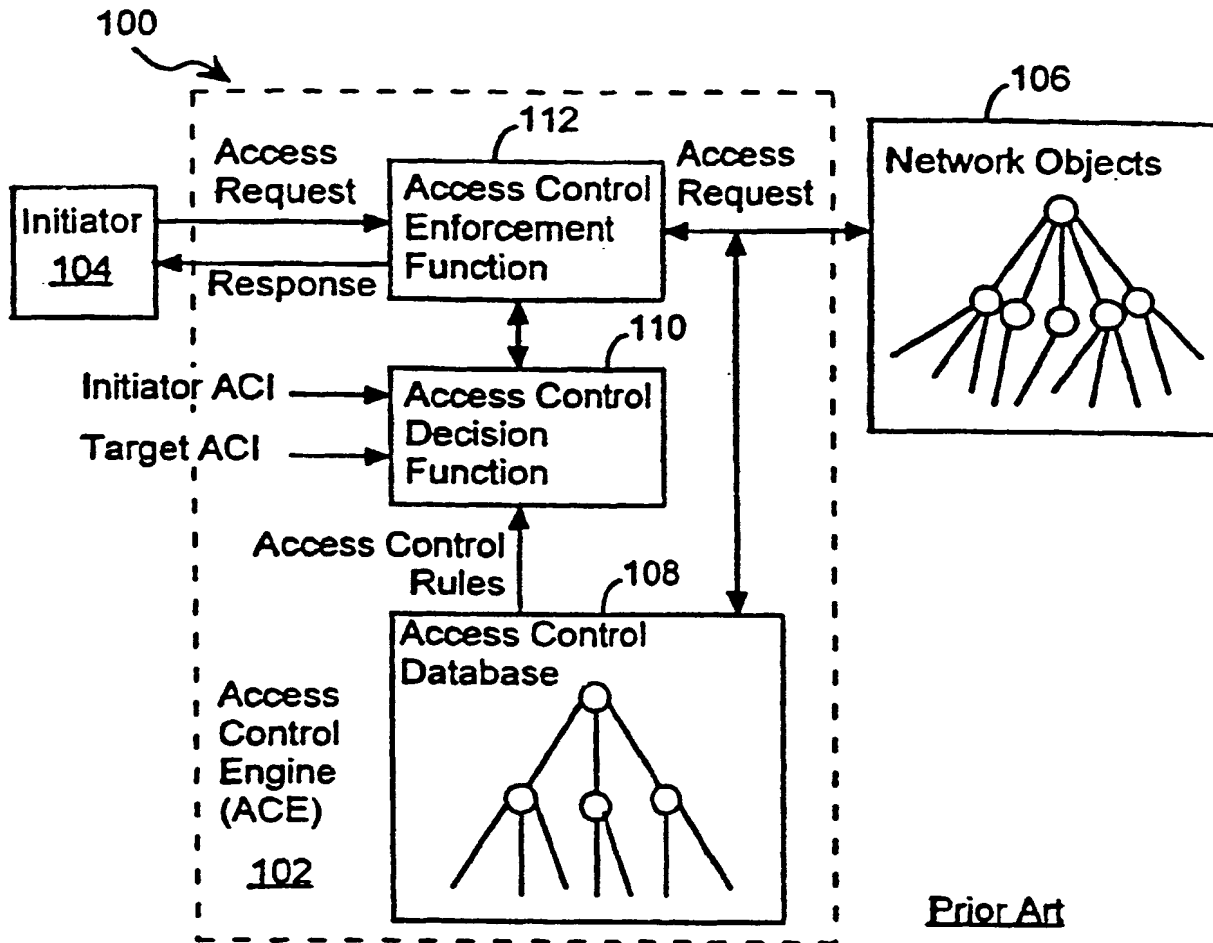 100
112
106
Access
Request
Access Control
Enforcement
Function
Access
Request
Network Objects
Initiator
104
Response
110
Initiator ACI
Target ACI
Access Control
Decision
Function
Access Control
Rules
108
Access Control
Database
Access
Control
Engine
(ACE)
102
Prior Art